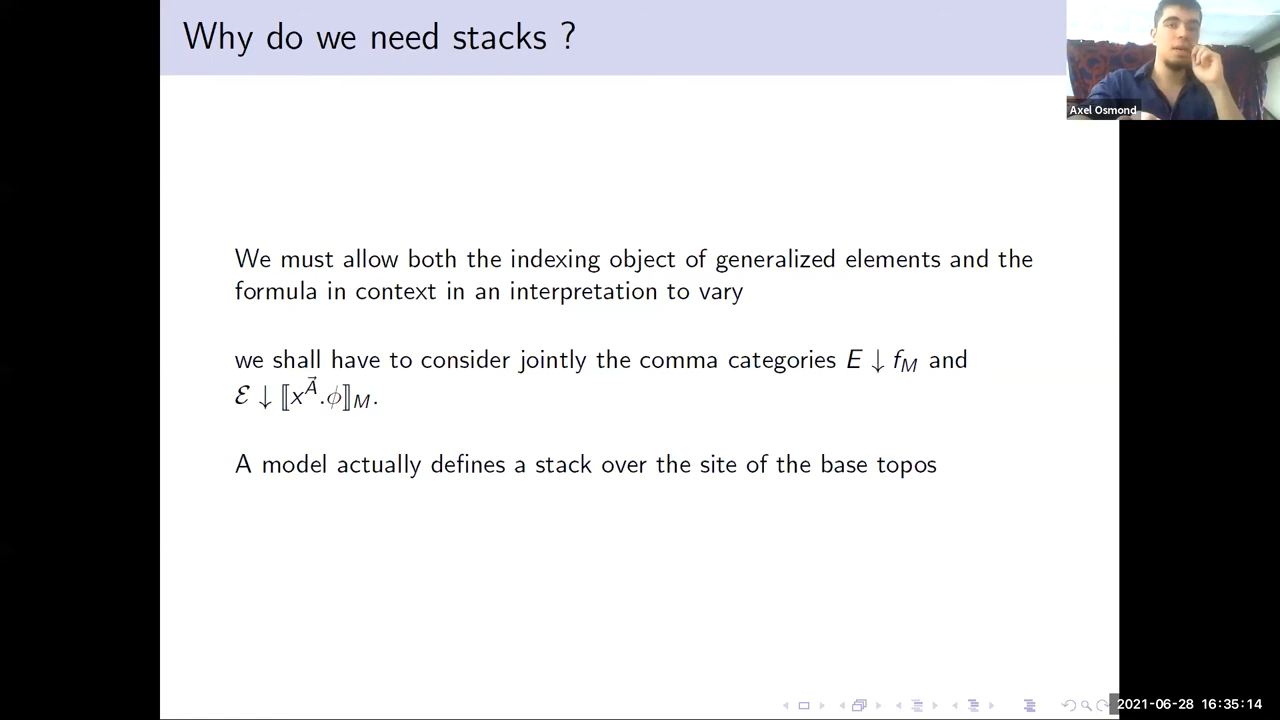 Why do we need stacks ?
Axel Osmond
We must allow both the indexing object of generalized elements and the
formula in context in an interpretation to vary
we shall have to consider jointly the comma categories E ↓ f_M and
ℰ ↓ ⟦x^{\vec{A}}.ϕ⟧_M.
A model actually defines a stack over the site of the base topos
2021-06-28 16:35:14